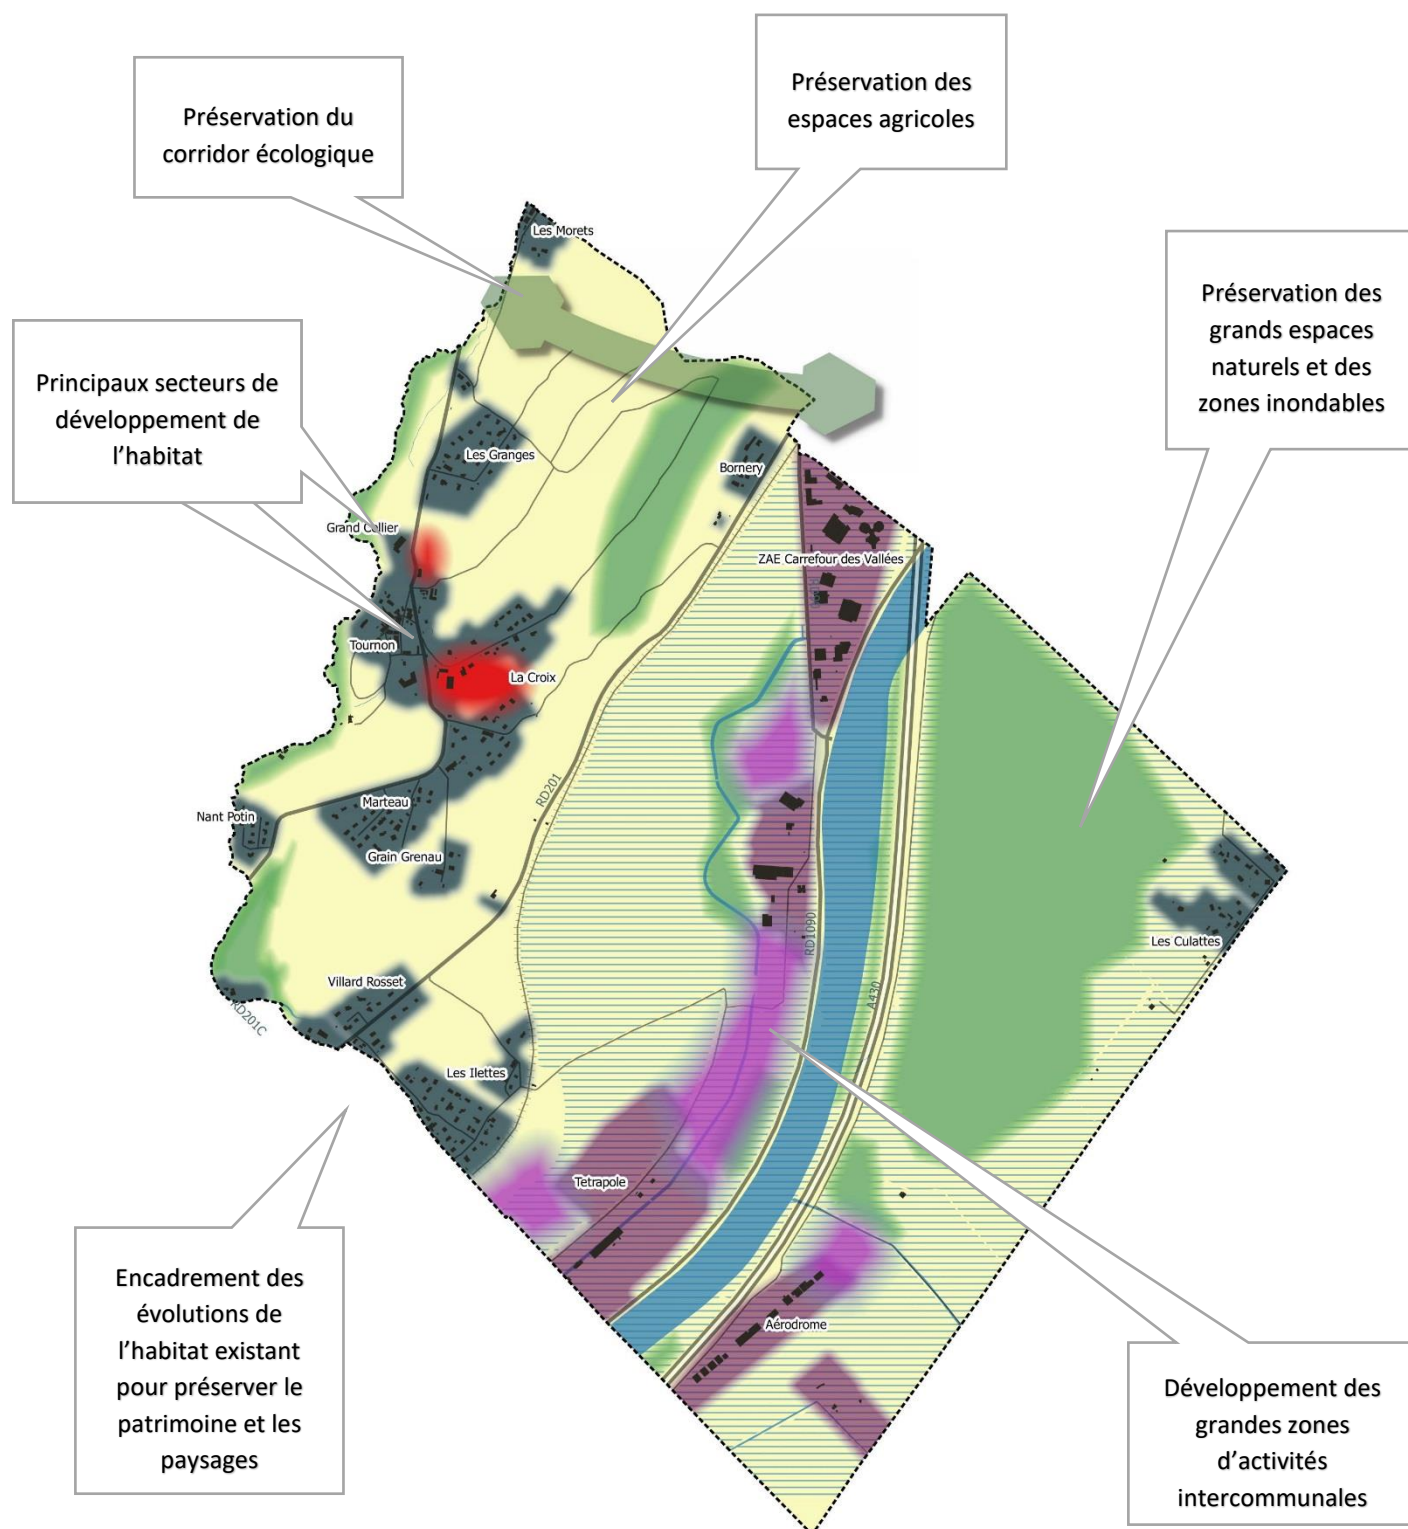 Préservation du
corridor écologique
Préservation des
espaces agricoles
Préservation des
grands espaces
naturels et des
zones inondables
Principaux secteurs de
développement de
l’habitat
Les Morets
Les Granges
Bornery
Grand Collier
ZAE Carrefour des Vallées
Tournon
La Croix
RD201
Marteau
Nant Potin
Grain Grenau
RD1090
Les Culattes
Villard Rosset
A430
RD201C
Les Ilettes
Tetrapole
Aérodrome
Encadrement des
évolutions de
l’habitat existant
pour préserver le
patrimoine et les
paysages
Développement des
grandes zones
d’activités
intercommunales